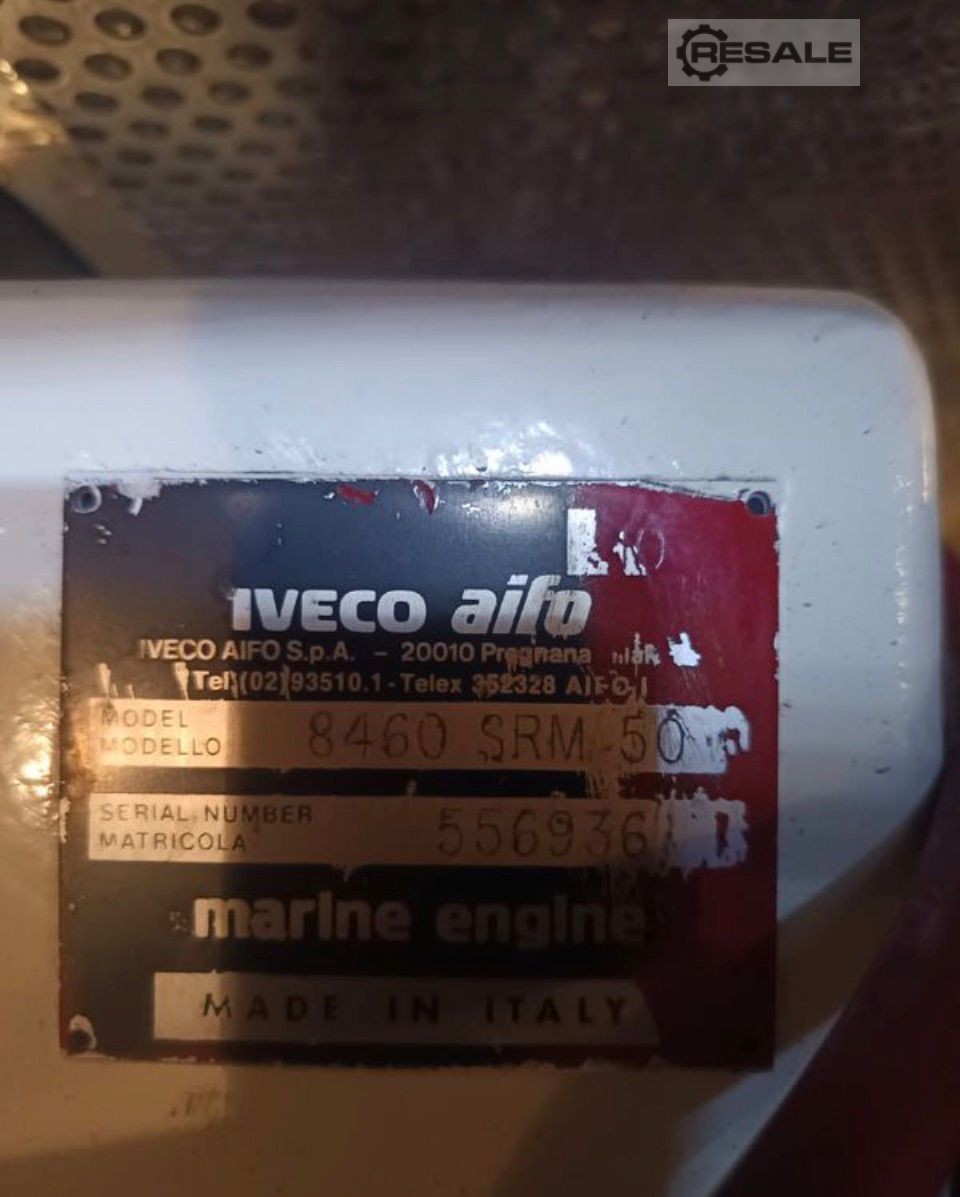 RESALE
IVECO aifo
IVECO AIFO S.p.A. - 20010 Pregnana
Tel. (02) 93510.1 - Telex 352328 AIFO I
MODEL
MODELLO
8460 SRM 50
SERIAL NUMBER
MATRICOLA
556936
marine engine
MADE IN ITALY